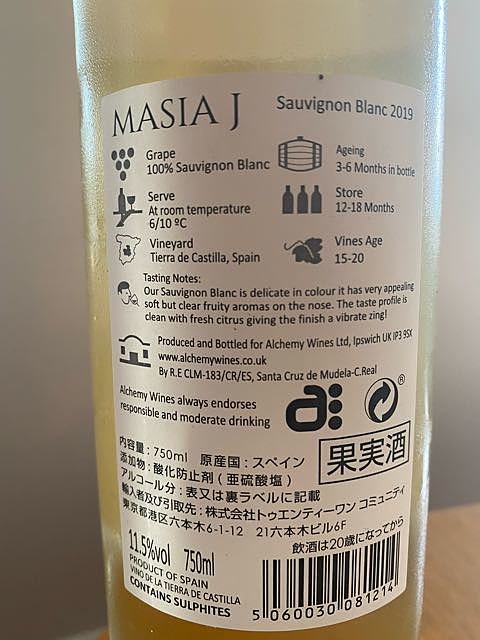 MASIA J
Sauvignon Blanc 2019
Grape
100% Sauvignon Blanc
Ageing
3-6 Months in bottle
Serve
At room temperature
6/10 ºC
Store
12-18 Months
Vineyard
Tierra de Castilla, Spain
Vines Age
15-20
Tasting Notes:
Our Sauvignon Blanc is delicate in colour it has very appealing
soft but clear fruity aromas on the nose. The taste profile is
clean with fresh citrus giving the finish a vibrate zing!
Produced and Bottled for Alchemy Wines Ltd, Ipswich UK IP3 9SX
www.alchemywines.co.uk
By R.E CLM-183/CR/ES, Santa Cruz de Mudela-C.Real
Alchemy Wines always endorses
responsible and moderate drinking
a
®
内容量：750ml 原産国：スペイン
添加物：酸化防止剤（亜硫酸塩）
果実酒
アルコール分：表又は裏ラベルに記載
輸入者及び引取先：株式会社トゥエンティーワン コミュニティ
東京都港区六本木6-1-12 21六本木ビル6F
飲酒は20歳になってから
11.5%vol 750ml
PRODUCT OF SPAIN
VINO DE LA TIERRA DE CASTILLA
CONTAINS SULPHITES
5 060030 081214